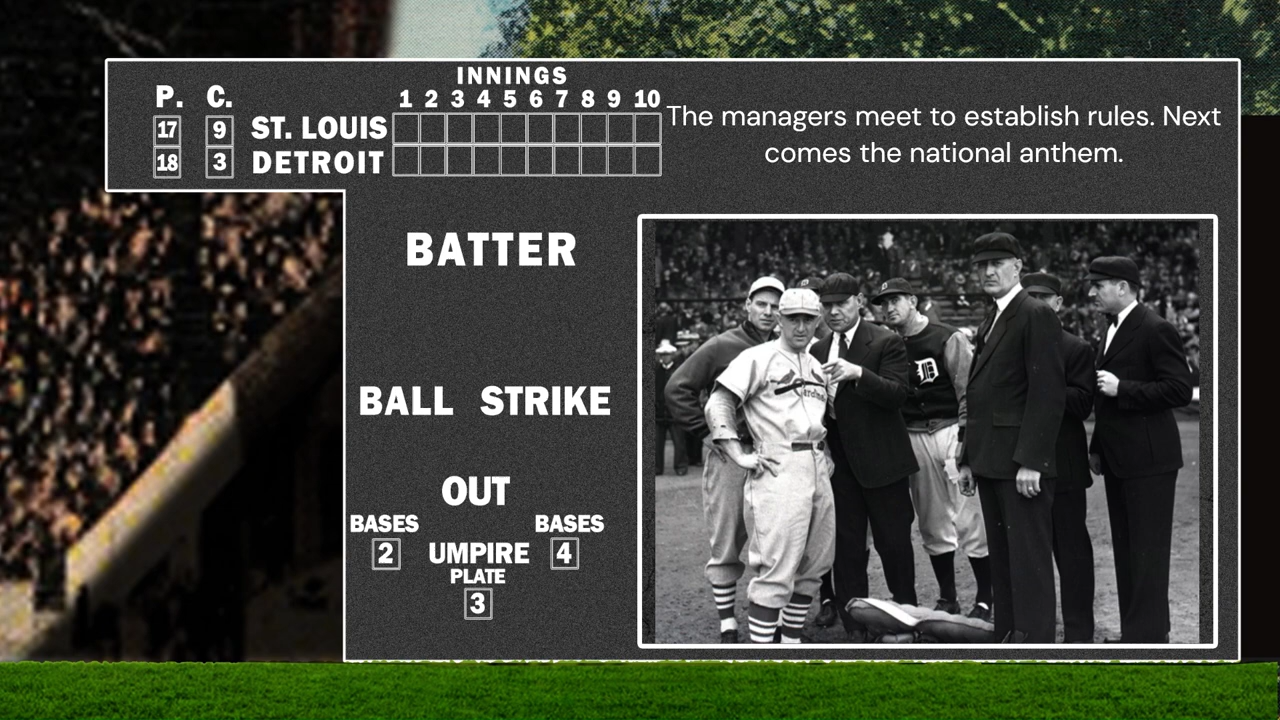 INNINGS
P. C. 1 2 3 4 5 6 7 8 9 10
17 9 ST. LOUIS
18 3 DETROIT
The managers meet to establish rules. Next
comes the national anthem.
BATTER
BALL STRIKE
OUT
BASES BASES
2 UMPIRE 4
PLATE
3
Cardinals
D